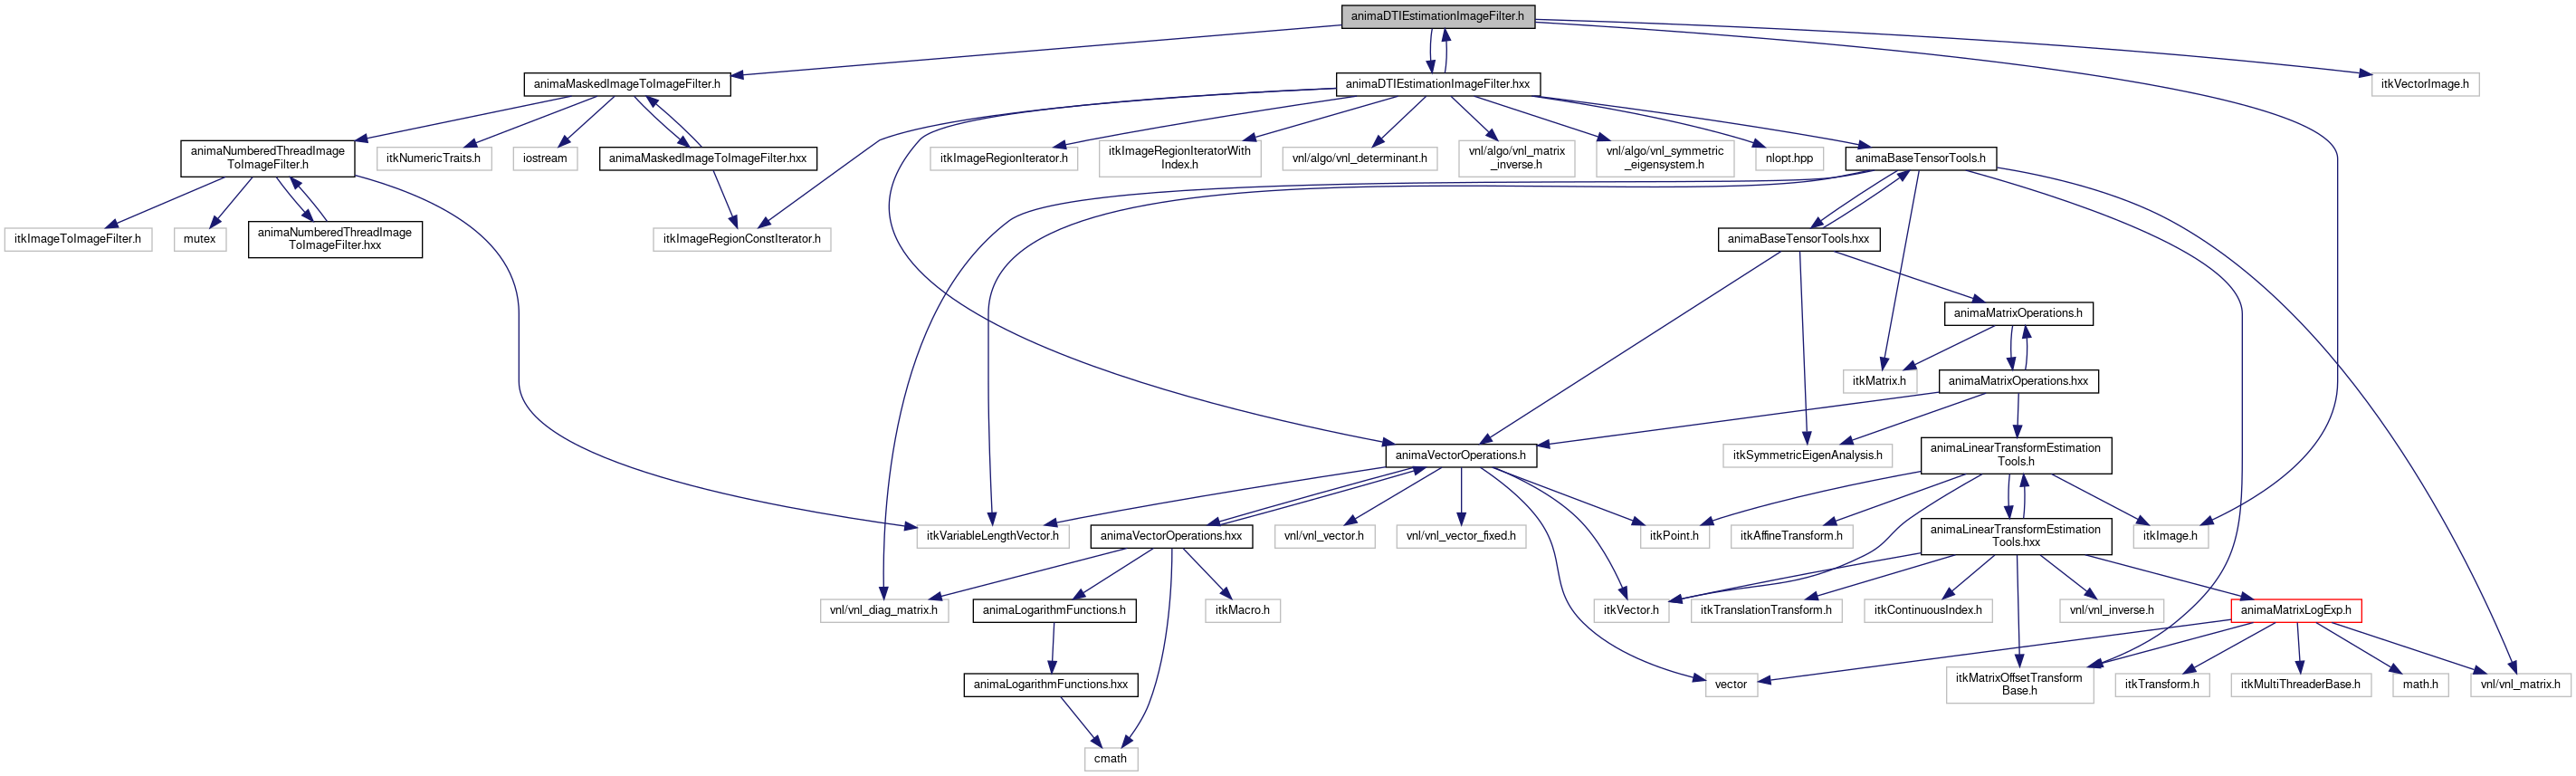 animaDTIEstimationImageFilter.h
animaMaskedImageToImageFilter.h
animaDTIEstimationImageFilter.hxx
itkVectorImage.h
animaNumberedThreadImage
ToImageFilter.h
itkNumericTraits.h
iostream
animaMaskedImageToImageFilter.hxx
itkImageRegionIterator.h
itkImageRegionIteratorWith
Index.h
vnl/algo/vnl_determinant.h
vnl/algo/vnl_matrix
_inverse.h
vnl/algo/vnl_symmetric
_eigensystem.h
nlopt.hpp
animaBaseTensorTools.h
itkImageToImageFilter.h
mutex
animaNumberedThreadImage
ToImageFilter.hxx
itkImageRegionConstIterator.h
animaBaseTensorTools.hxx
animaMatrixOperations.h
itkMatrix.h
animaMatrixOperations.hxx
animaVectorOperations.h
itkSymmetricEigenAnalysis.h
animaLinearTransformEstimation
Tools.h
itkVariableLengthVector.h
animaVectorOperations.hxx
vnl/vnl_vector.h
vnl/vnl_vector_fixed.h
itkPoint.h
itkAffineTransform.h
animaLinearTransformEstimation
Tools.hxx
itkImage.h
vnl/vnl_diag_matrix.h
animaLogarithmFunctions.h
itkMacro.h
itkVector.h
itkTranslationTransform.h
itkContinuousIndex.h
vnl/vnl_inverse.h
animaMatrixLogExp.h
animaLogarithmFunctions.hxx
vector
itkMatrixOffsetTransform
Base.h
itkTransform.h
itkMultiThreaderBase.h
math.h
vnl/vnl_matrix.h
cmath